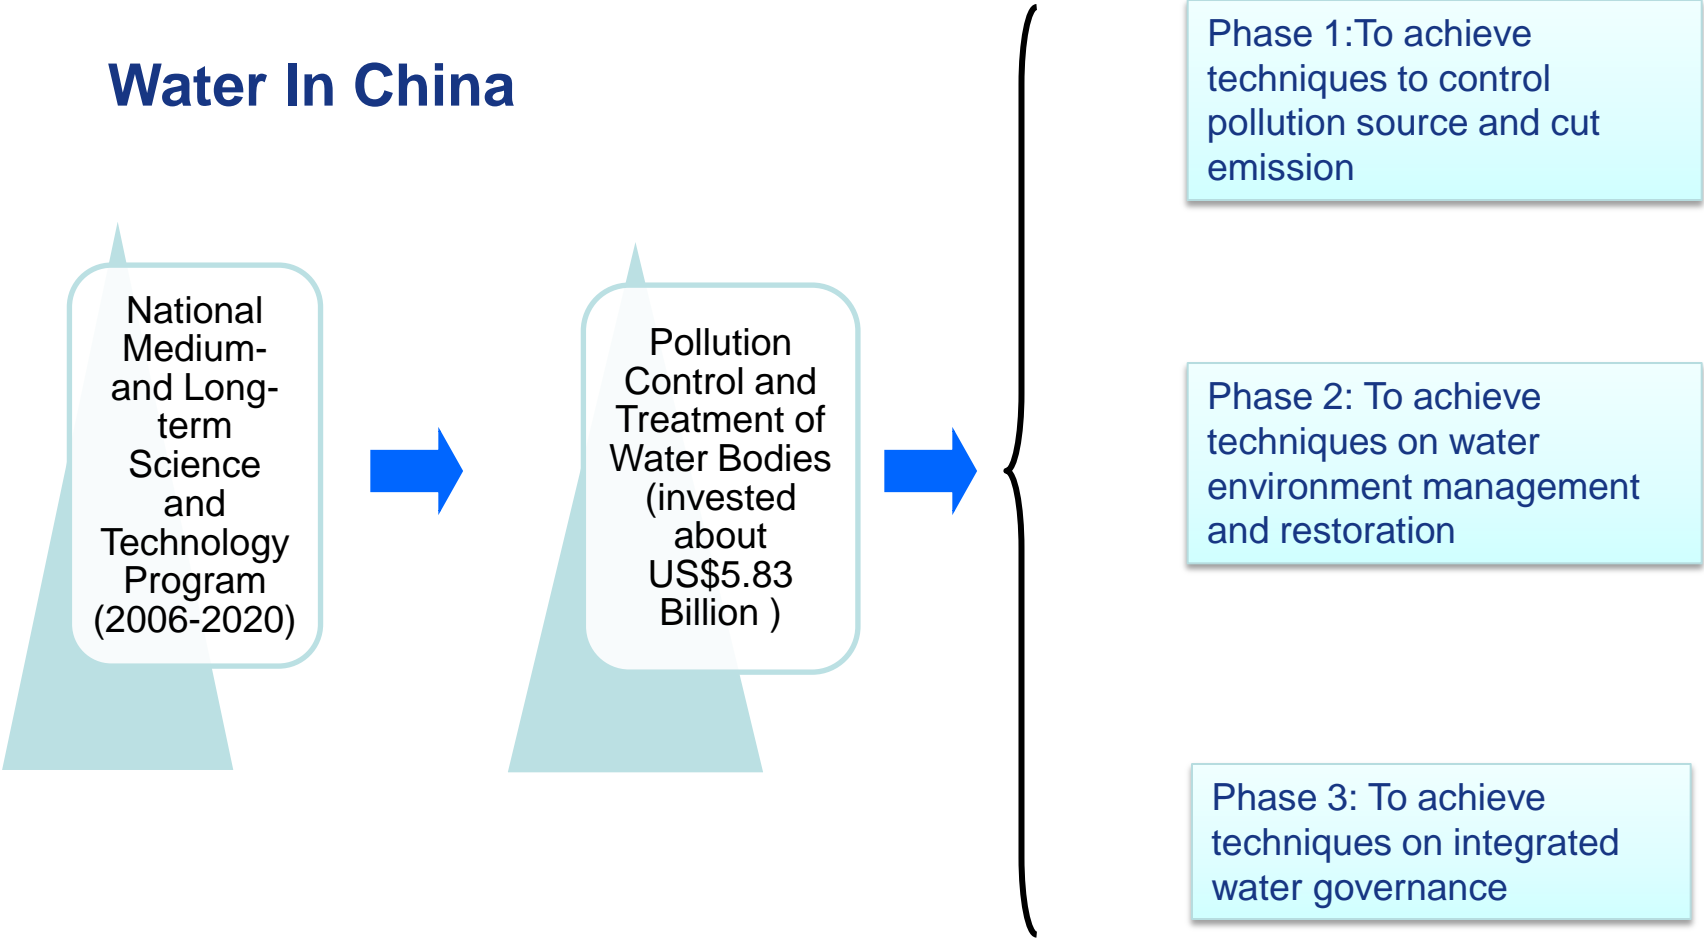 Water In China
National
Medium-
and Long-
term
Science
and
Technology
Program
(2006-2020)
Pollution
Control and
Treatment of
Water Bodies
(invested
about
US$5.83
Billion )
Phase 1:To achieve
techniques to control
pollution source and cut
emission
Phase 2: To achieve
techniques on water
environment management
and restoration
Phase 3: To achieve
techniques on integrated
water governance